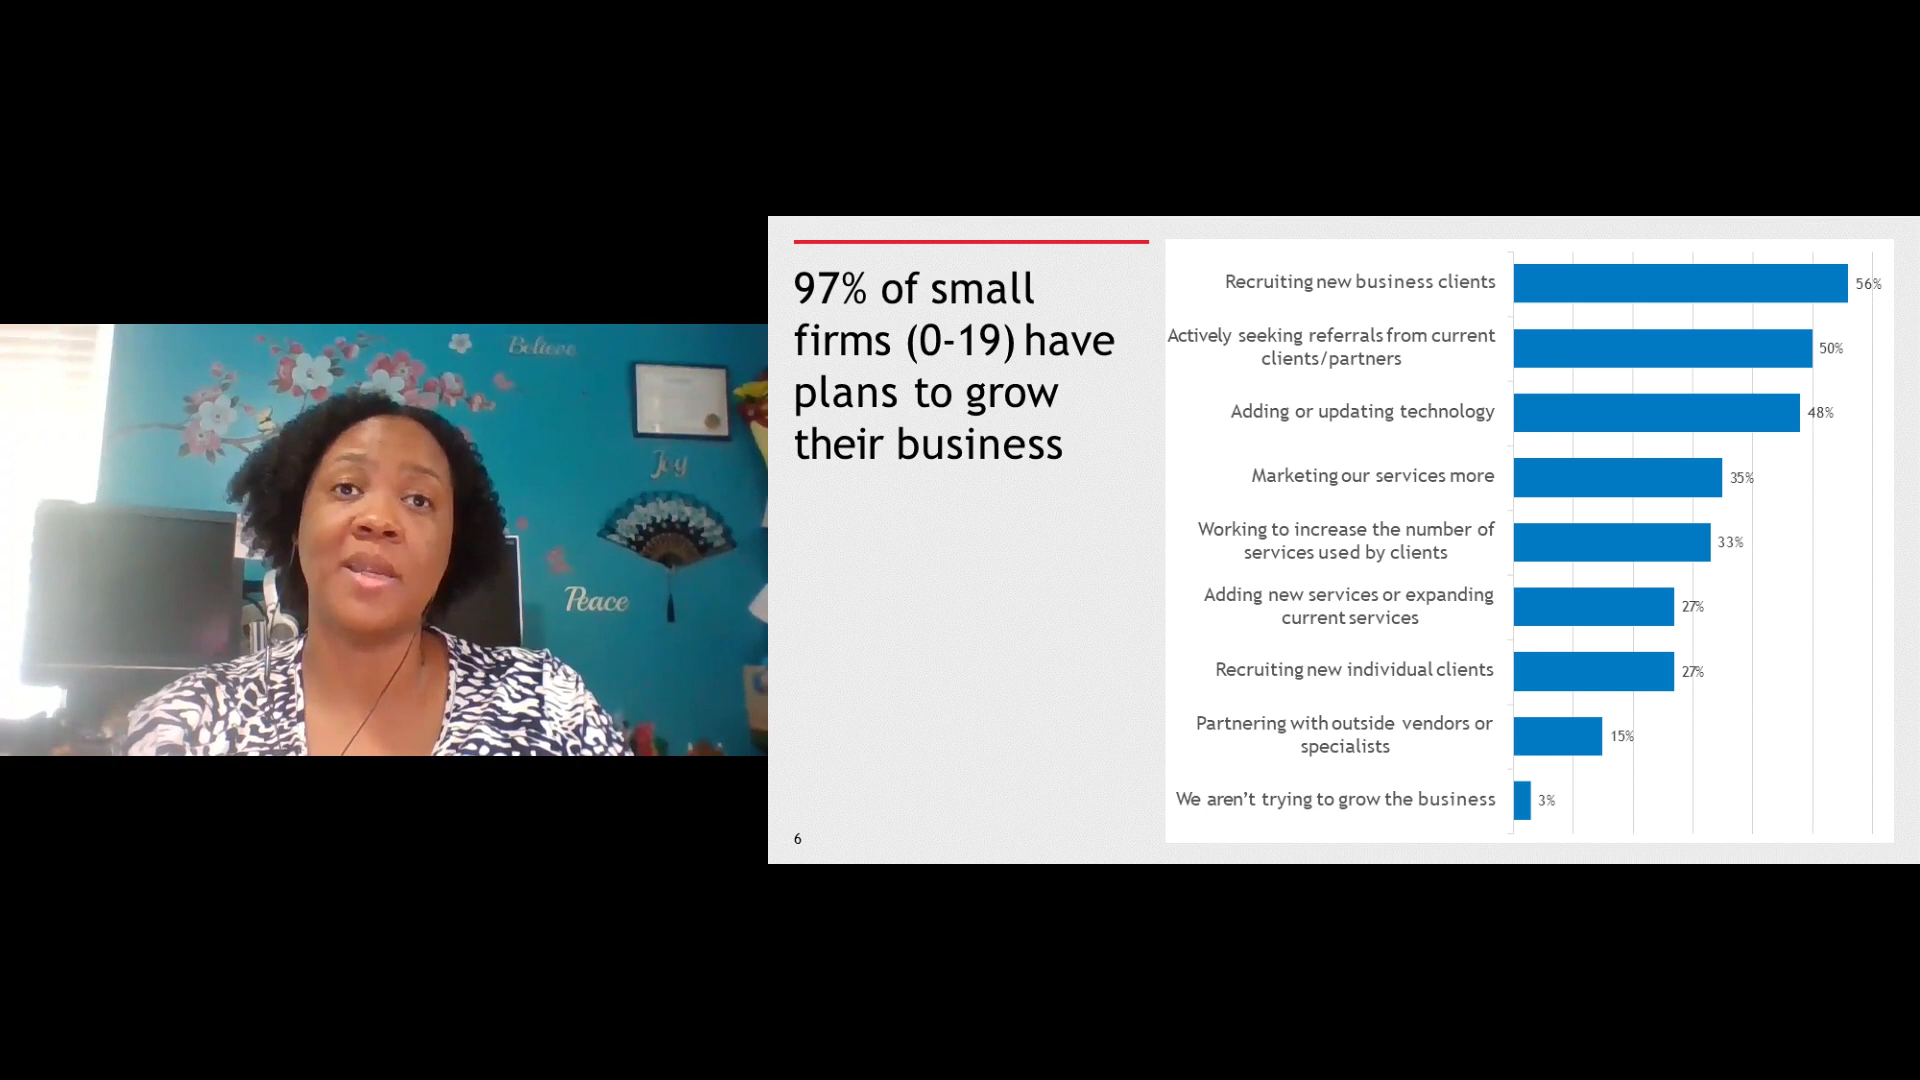 Believe
Joy
Peace
97% of small
firms (0-19) have
plans to grow
their business
6
Recruiting new business clients
56%
Actively seeking referrals from current
clients/partners
50%
Adding or updating technology
48%
Marketing our services more
35%
Working to increase the number of
services used by clients
33%
Adding new services or expanding
current services
27%
Recruiting new individual clients
27%
Partnering with outside vendors or
specialists
15%
We aren't trying to grow the business
3%